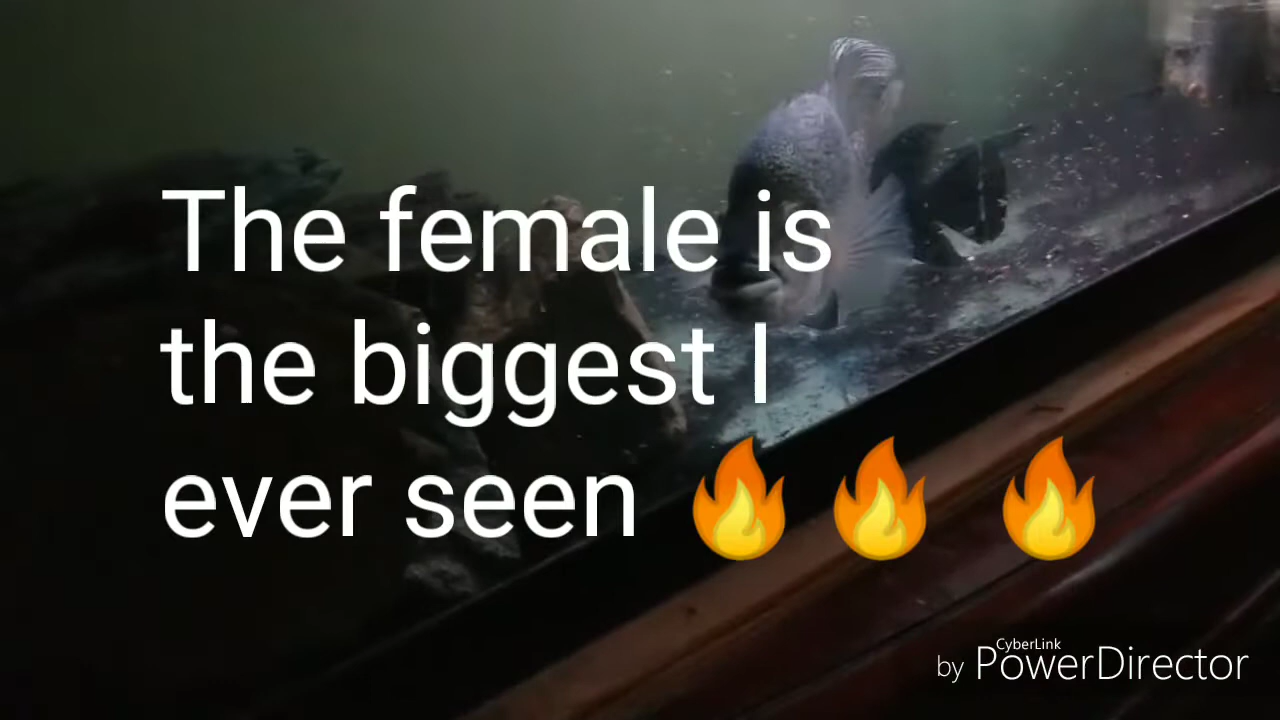 The female is
the biggest I
ever seen 🔥🔥 🔥
CyberLink
by PowerDirector